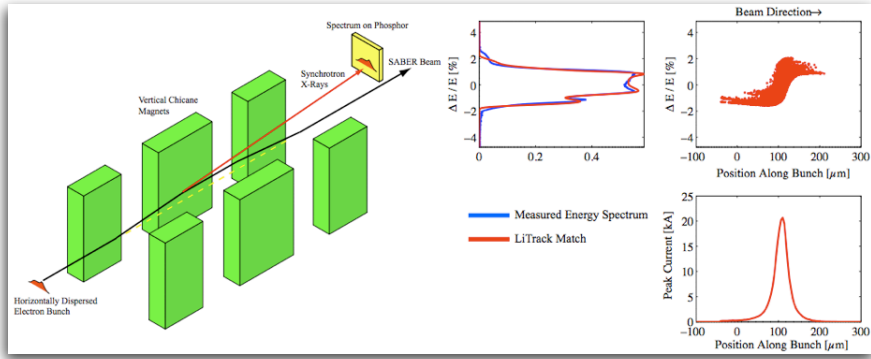 Spectrum on Phosphor
SABER Beam
Synchrotron
X-Rays
Vertical Chicane
Magnets
Horizontally Dispersed
Electron Bunch
Δ E / E [%]
4
2
0
-2
-4
0
0.2
0.4
Measured Energy Spectrum
LiTrack Match
Beam Direction→
Δ E / E [%]
4
2
0
-2
-4
-100
0
100
200
300
Position Along Bunch [μm]
Peak Current [kA]
25
20
15
10
5
0
-100
0
100
200
300
Position Along Bunch [μm]